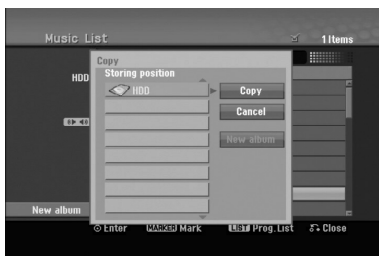 Music List
1 Items
Copy
Storing position
HDD
HDD
Copy
Cancel
New album
New album
Enter
MARKER Mark
LIST Prog.List
Close